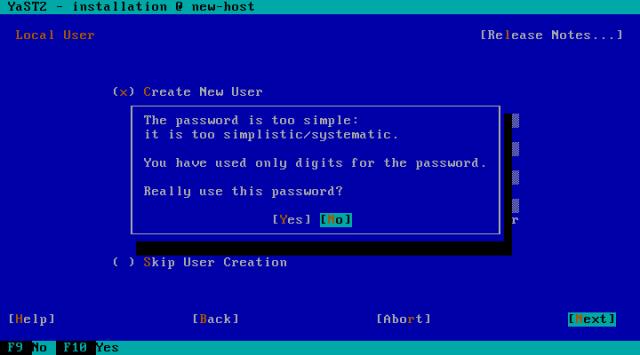 YaST2 - installation @ new-host
Local User [Release Notes...]
(x) Create New User
The password is too simple:
it is too simplistic/systematic.
You have used only digits for the password.
Really use this password?
[Yes] [No]
r
( ) Skip User Creation
[Help] [Back] [Abort] [Next]
F9 No F10 Yes